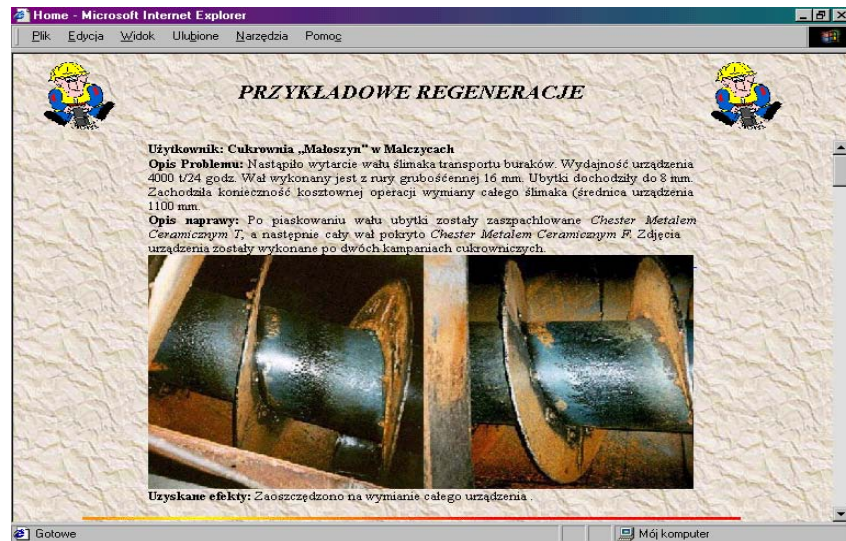 Home - Microsoft Internet Explorer
Plik Edycja Widok Ulubione Narzędzia Pomoc
PRZYKŁADOWE REGENERACJE
Użytkownik: Cukrownia „Małoszyn” w Malczycach
Opis Problemu: Nastąpiło wytarcie wału ślimaka transportu buraków. Wydajność urządzenia
4000 t/24 godz. Wał wykonany jest z rury grubościennej 16 mm. Ubytki dochodziły do 8 mm.
Zachodziła konieczność kosztownej operacji wymiany całego ślimaka (średnica urządzenia
1100 mm.
Opis naprawy: Po piaskowaniu wału ubytki zostały zaszpachlowane Chester Metalem
Ceramicznym T, a następnie cały wał pokryto Chester Metalem Ceramicznym F. Zdjęcia
urządzenia zostały wykonane po dwóch kampaniach cukrowniczych.
Uzyskane efekty: Zaoszczędzono na wymianie całego urządzenia .
Gotowe Mój komputer